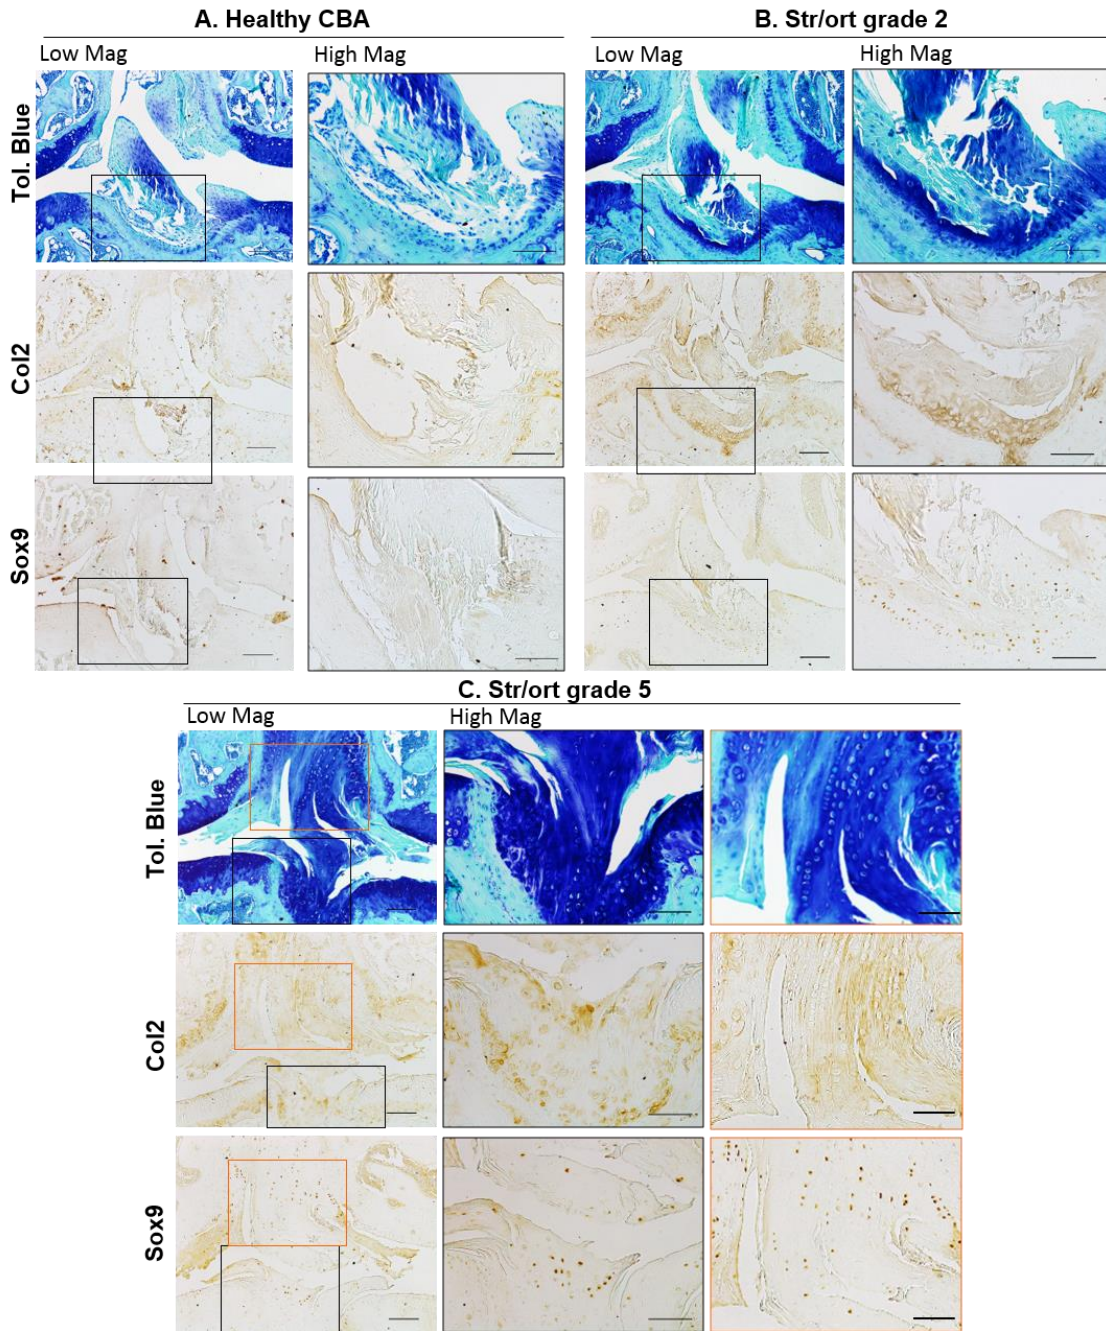 A. Healthy CBA
B. Str/ort grade 2
Low Mag
High Mag
Low Mag
High Mag
Tol. Blue
Col2
Sox9
C. Str/ort grade 5
Low Mag
High Mag
Tol. Blue
Col2
Sox9